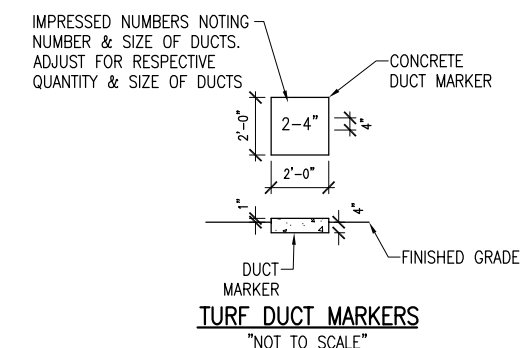 IMPRESSED NUMBERS NOTING
NUMBER & SIZE OF DUCTS.
ADJUST FOR RESPECTIVE
QUANTITY & SIZE OF DUCTS
CONCRETE
DUCT MARKER
2'-0"
2-4"
4"
2'-0"
1"
4"
FINISHED GRADE
DUCT
MARKER
TURF DUCT MARKERS
"NOT TO SCALE"